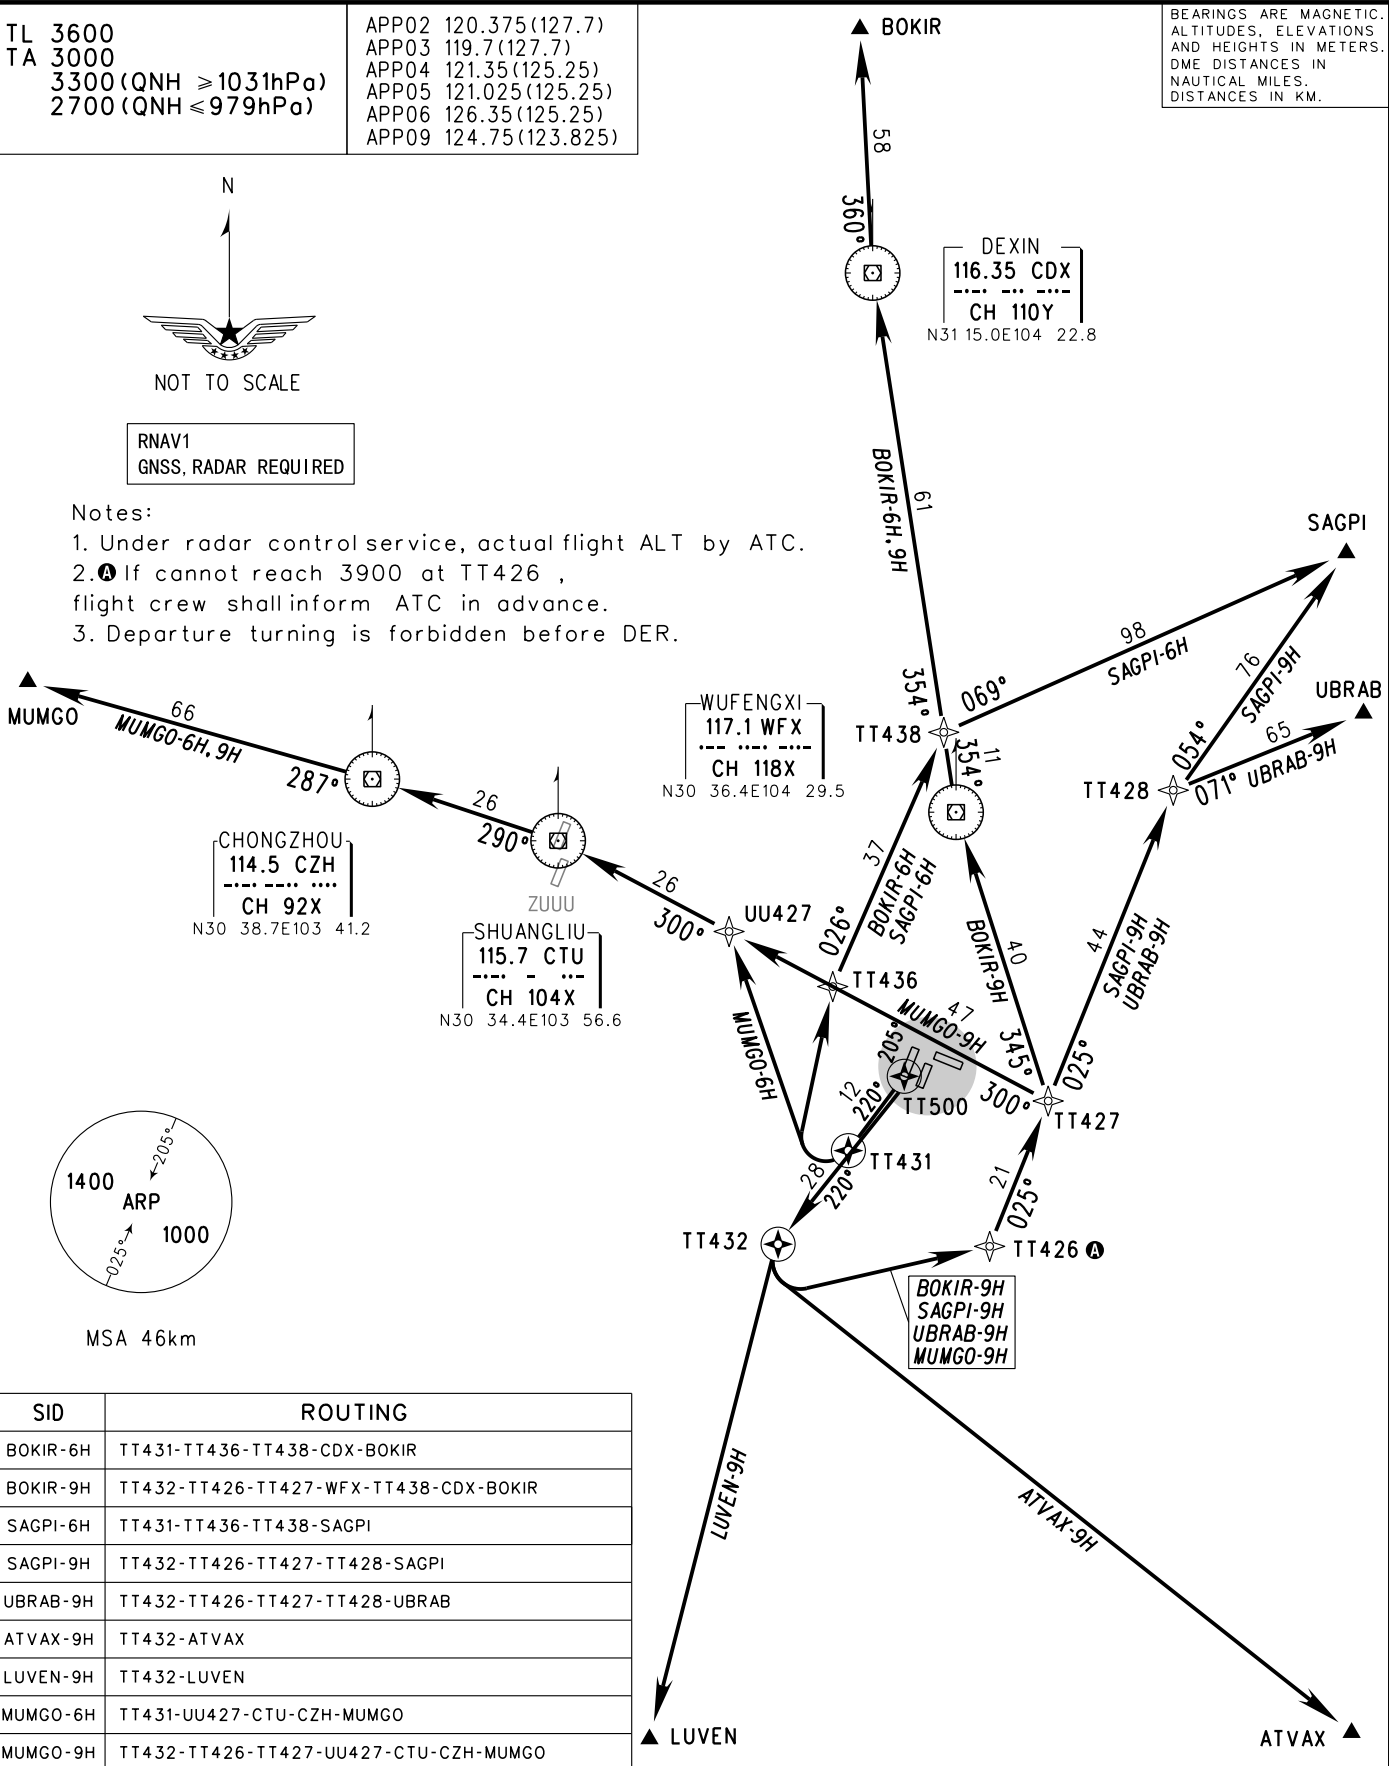 TL 3600
TA 3000
3300(QNH ≥1031hPa)
2700(QNH ≤979hPa)
APP02 120.375(127.7)
APP03 119.7(127.7)
APP04 121.35(125.25)
APP05 121.025(125.25)
APP06 126.35(125.25)
APP09 124.75(123.825)
BEARINGS ARE MAGNETIC.
ALTITUDES, ELEVATIONS
AND HEIGHTS IN METERS.
DME DISTANCES IN
NAUTICAL MILES.
DISTANCES IN KM.
N
NOT TO SCALE
RNAV1
GNSS, RADAR REQUIRED
Notes:
1. Under radar control service, actual flight ALT by ATC.
2. A If cannot reach 3900 at TT426 ,
flight crew shall inform ATC in advance.
3. Departure turning is forbidden before DER.
BOKIR
58
360°
DEXIN
116.35 CDX
CH 110Y
N31 15.0E104 22.8
BOKIR-6H,9H
61
354°
SAGPI
98
SAGPI-6H
069°
76
SAGPI-9H
UBRAB
65
UBRAB-9H
054°
071°
TT428
TT438
11
354°
WUFENGXI
117.1 WFX
CH 118X
N30 36.4E104 29.5
MUMGO
66
MUMGO-6H,9H
287°
CHONGZHOU
114.5 CZH
CH 92X
N30 38.7E103 41.2
26
290°
ZUUU
SHUANGLIU
115.7 CTU
CH 104X
N30 34.4E103 56.6
26
300°
UU427
37
BOKIR-6H
SAGPI-6H
026°
TT436
40
BOKIR-9H
345°
44
SAGPI-9H
UBRAB-9H
025°
47
MUMGO-9H
300°
TT427
MUMGO-6H
205°
TT500
12
220°
TT431
28
220°
TT432
21
025°
TT426 A
BOKIR-9H
SAGPI-9H
UBRAB-9H
MUMGO-9H
205°
1400
ARP
1000
025°
MSA 46km
LUVEN-9H
ATVAX-9H
LUVEN
ATVAX
SID ROUTING
BOKIR-6H TT431-TT436-TT438-CDX-BOKIR
BOKIR-9H TT432-TT426-TT427-WFX-TT438-CDX-BOKIR
SAGPI-6H TT431-TT436-TT438-SAGPI
SAGPI-9H TT432-TT426-TT427-TT428-SAGPI
UBRAB-9H TT432-TT426-TT427-TT428-UBRAB
ATVAX-9H TT432-ATVAX
LUVEN-9H TT432-LUVEN
MUMGO-6H TT431-UU427-CTU-CZH-MUMGO
MUMGO-9H TT432-TT426-TT427-UU427-CTU-CZH-MUMGO